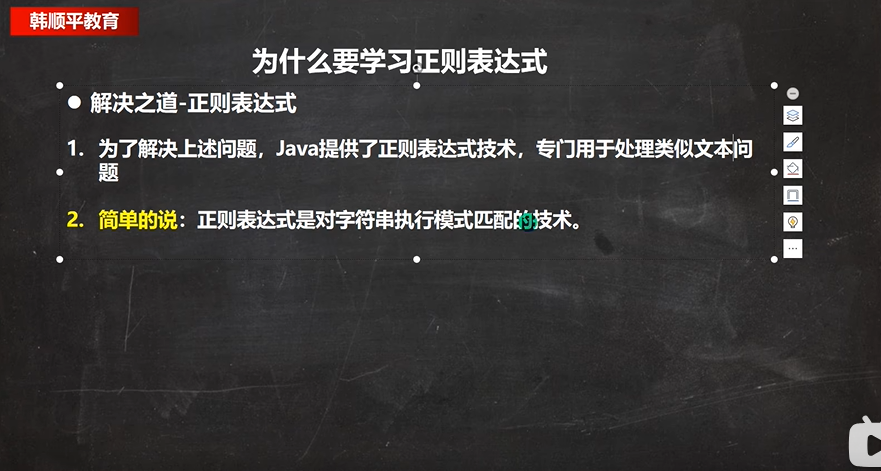 韩顺平教育
为什么要学习正则表达式
● 解决之道-正则表达式
1. 为了解决上述问题，Java提供了正则表达式技术，专门用于处理类似文本问
题
2. 简单的说：正则表达式是对字符串执行模式匹配的技术。